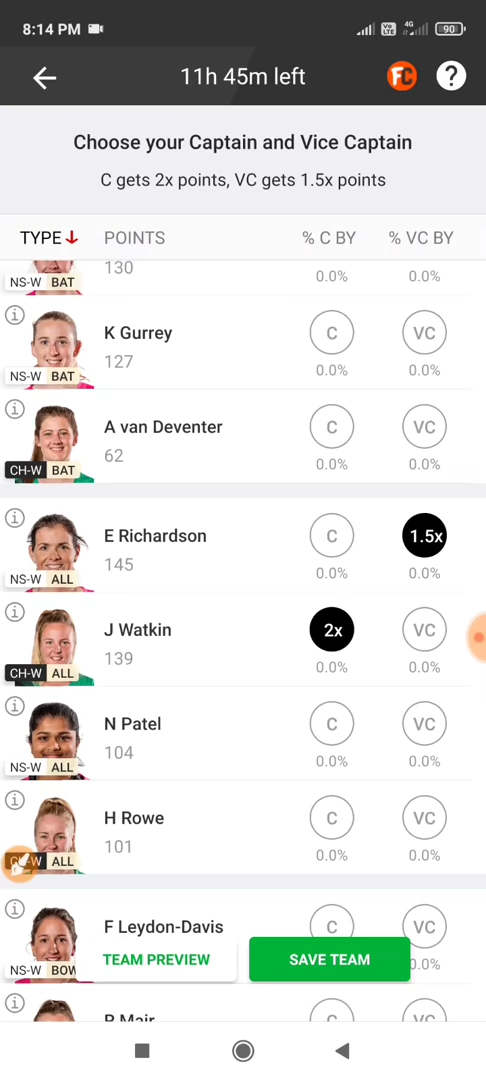 8:14 PM
Vo LTE 4G 90
11h 45m left
FC ?
Choose your Captain and Vice Captain
C gets 2x points, VC gets 1.5x points
TYPE POINTS % C BY % VC BY
NS-W BAT 130 0.0% 0.0%
K Gurrey C VC
127
NS-W BAT 0.0% 0.0%
A van Deventer C VC
62
CH-W BAT 0.0% 0.0%
E Richardson C 1.5x
145
NS-W ALL 0.0% 0.0%
J Watkin 2x VC
139
CH-W ALL 0.0% 0.0%
N Patel C VC
104
NS-W ALL 0.0% 0.0%
H Rowe C VC
101
CH-W ALL 0.0% 0.0%
F Leydon-Davis C VC
NS-W BOW TEAM PREVIEW SAVE TEAM 0.0%
C VC